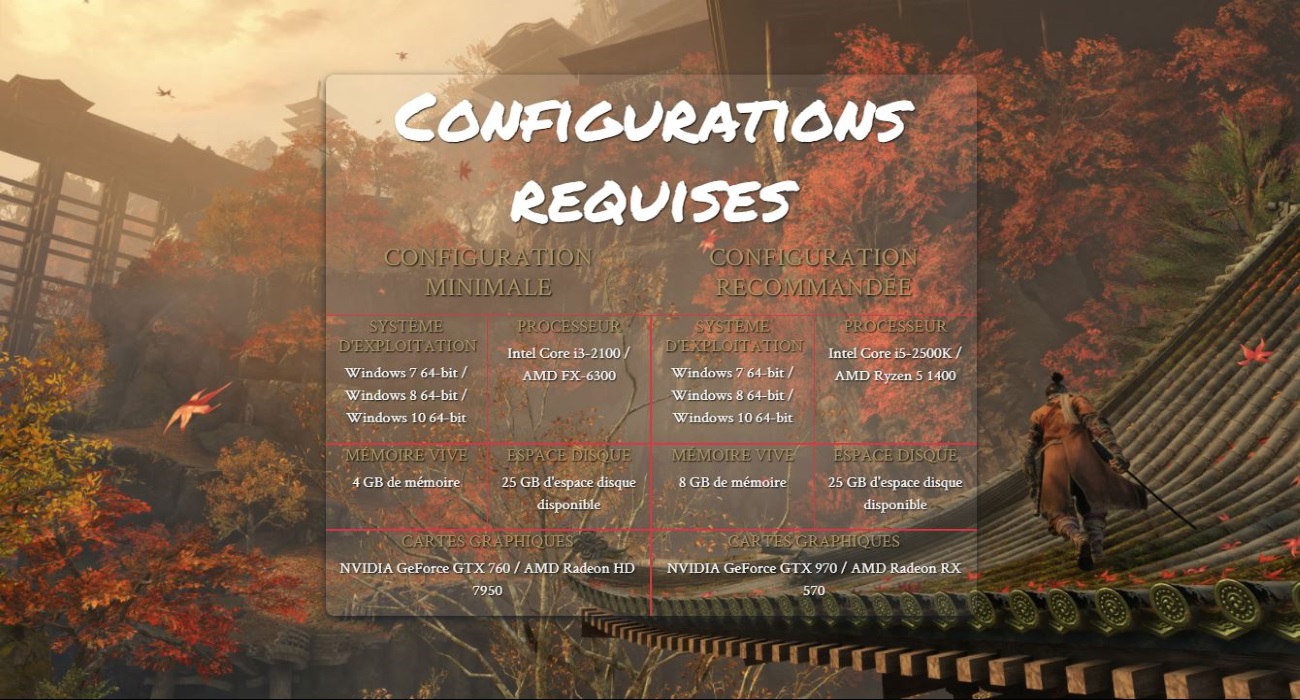 Configurations
requises
CONFIGURATION
MINIMALE
SYSTÈME
D'EXPLOITATION
Windows 7 64-bit /
Windows 8 64-bit /
Windows 10 64-bit
PROCESSEUR
Intel Core i3-2100 /
AMD FX-6300
MÉMOIRE VIVE
4 GB de mémoire
ESPACE DISQUE
25 GB d'espace disque
disponible
CARTES GRAPHIQUES
NVIDIA GeForce GTX 760 / AMD Radeon HD
7950
CONFIGURATION
RECOMMANDÉE
SYSTÈME
D'EXPLOITATION
Windows 7 64-bit /
Windows 8 64-bit /
Windows 10 64-bit
PROCESSEUR
Intel Core i5-2500K /
AMD Ryzen 5 1400
MÉMOIRE VIVE
8 GB de mémoire
ESPACE DISQUE
25 GB d'espace disque
disponible
CARTES GRAPHIQUES
NVIDIA GeForce GTX 970 / AMD Radeon RX
570